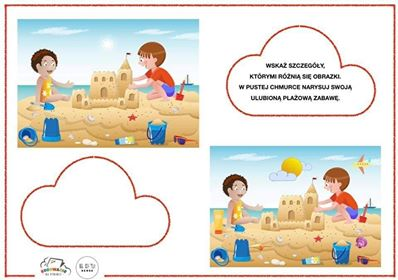 WSKAŻ SZCZEGÓŁY,
KTÓRYMI RÓŻNIĄ SIĘ OBRAZKI.
W PUSTEJ CHMURCE NARYSUJ SWOJĄ
ULUBIONĄ PLAŻOWĄ ZABAWĘ.